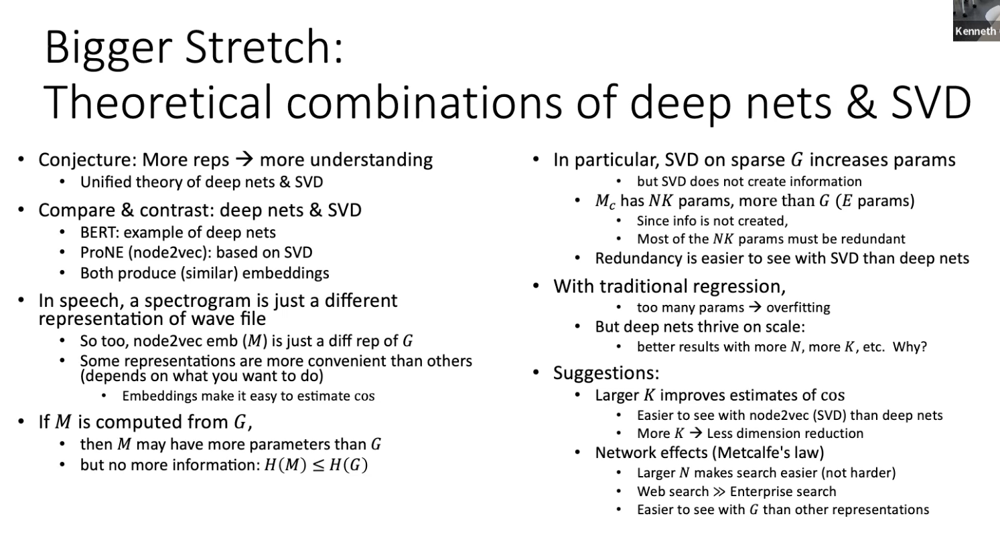 Kenneth
Bigger Stretch:
Theoretical combinations of deep nets & SVD
• Conjecture: More reps → more understanding
• Unified theory of deep nets & SVD
• Compare & contrast: deep nets & SVD
• BERT: example of deep nets
• ProNE (node2vec): based on SVD
• Both produce (similar) embeddings
• In speech, a spectrogram is just a different
representation of wave file
• So too, node2vec emb (M) is just a diff rep of G
• Some representations are more convenient than others
(depends on what you want to do)
• Embeddings make it easy to estimate cos
• If M is computed from G,
• then M may have more parameters than G
• but no more information: H(M) ≤ H(G)
• In particular, SVD on sparse G increases params
• but SVD does not create information
• M_c has NK params, more than G (E params)
• Since info is not created,
• Most of the NK params must be redundant
• Redundancy is easier to see with SVD than deep nets
• With traditional regression,
• too many params → overfitting
• But deep nets thrive on scale:
• better results with more N, more K, etc. Why?
• Suggestions:
• Larger K improves estimates of cos
• Easier to see with node2vec (SVD) than deep nets
• More K → Less dimension reduction
• Network effects (Metcalfe's law)
• Larger N makes search easier (not harder)
• Web search ≫ Enterprise search
• Easier to see with G than other representations